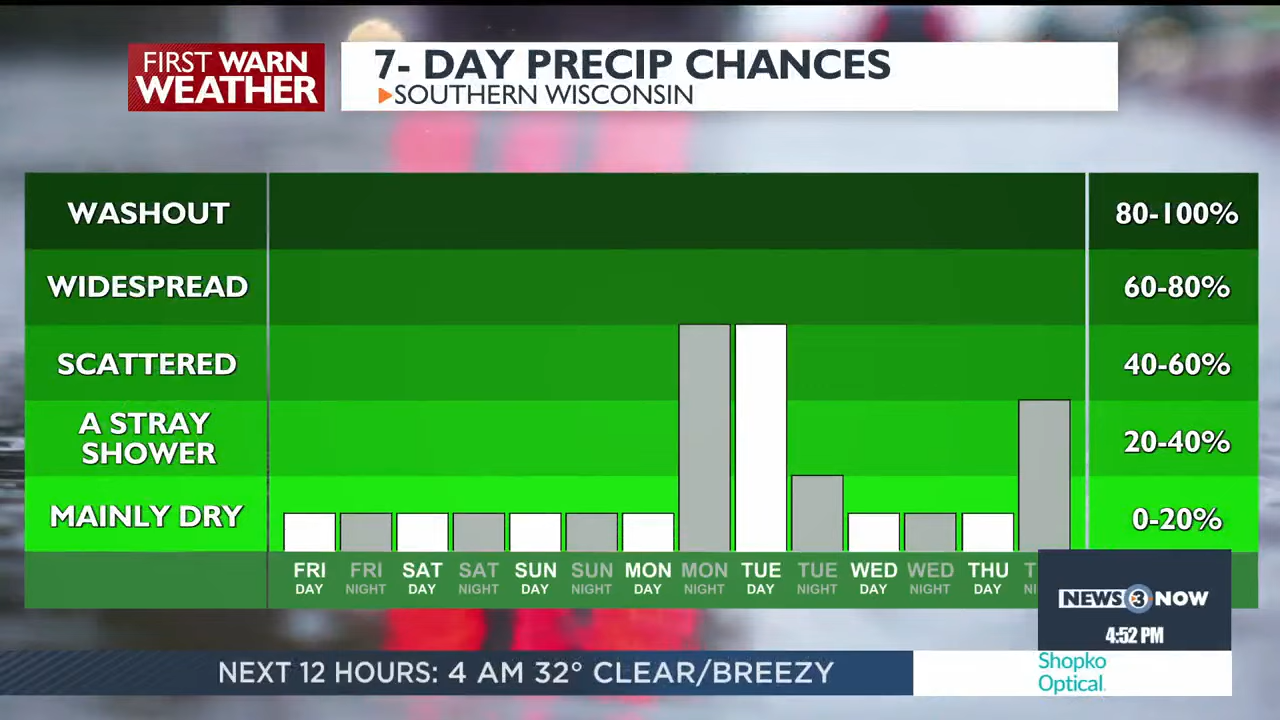 FIRST WARN
WEATHER
7- DAY PRECIP CHANCES
SOUTHERN WISCONSIN
WASHOUT
80-100%
WIDESPREAD
60-80%
SCATTERED
40-60%
A STRAY
SHOWER
20-40%
MAINLY DRY
0-20%
FRI FRI SAT SAT SUN SUN MON MON TUE TUE WED WED THU T
DAY NIGHT DAY NIGHT DAY NIGHT DAY NIGHT DAY NIGHT DAY NIGHT DAY NI
NEWS 3 NOW
4:52 PM
NEXT 12 HOURS: 4 AM 32° CLEAR/BREEZY
Shopko
Optical.